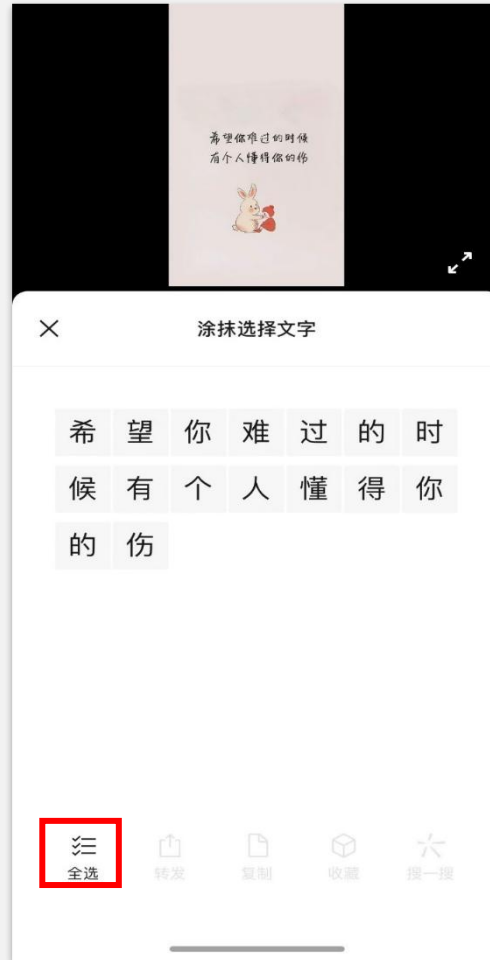 希望你难过的时候
有个人懂得你的伤
涂抹选择文字
希望你难过的时
候有个人懂得你
的伤
全选 转发 复制 收藏 搜一搜